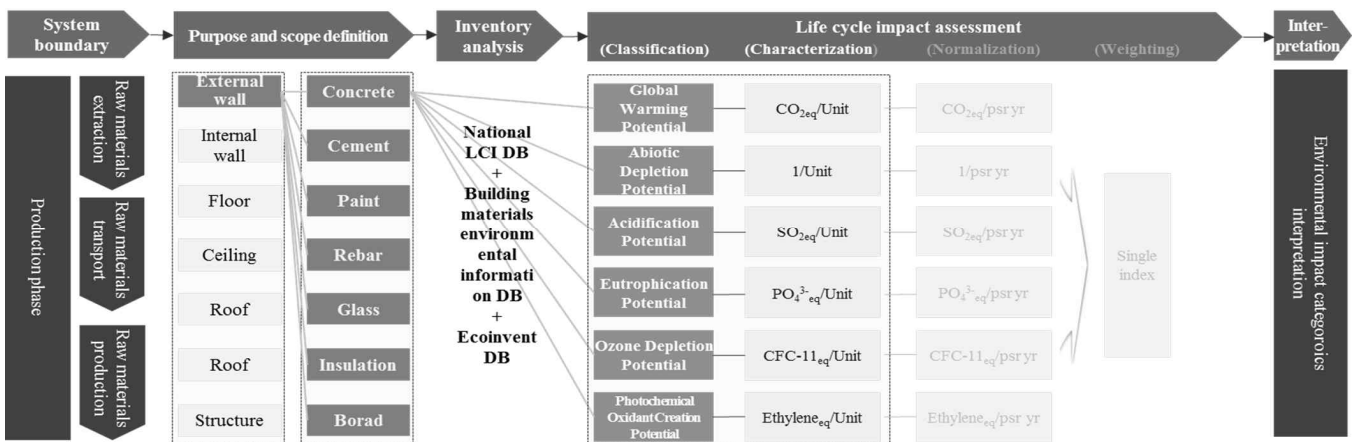 System
boundary
Purpose and scope definition
Inventory
analysis
Life cycle impact assessment
(Classification)
(Characterization)
(Normalization)
(Weighting)
Inter-
pretation
Production phase
Raw materials
extraction
Raw materials
transport
Raw materials
production
External
wall
Internal
wall
Floor
Ceiling
Roof
Roof
Structure
Concrete
Cement
Paint
Rebar
Glass
Insulation
Borad
National
LCI DB
+
Building
materials
environm
ental
informati
on DB
+
Ecoinvent
DB
Global
Warming
Potential
Abiotic
Depletion
Potential
Acidification
Potential
Eutrophication
Potential
Ozone Depletion
Potential
Photochemical
Oxidant Creation
Potential
CO2eq/Unit
1/Unit
SO2eq/Unit
PO4³⁻eq/Unit
CFC-11eq/Unit
Ethyleneeq/Unit
CO2eq/psr yr
1/psr yr
SO2eq/psr yr
PO4³⁻eq/psr yr
CFC-11eq/psr yr
Ethyleneeq/psr yr
Single
index
Environmental impact categoroics
interpretation